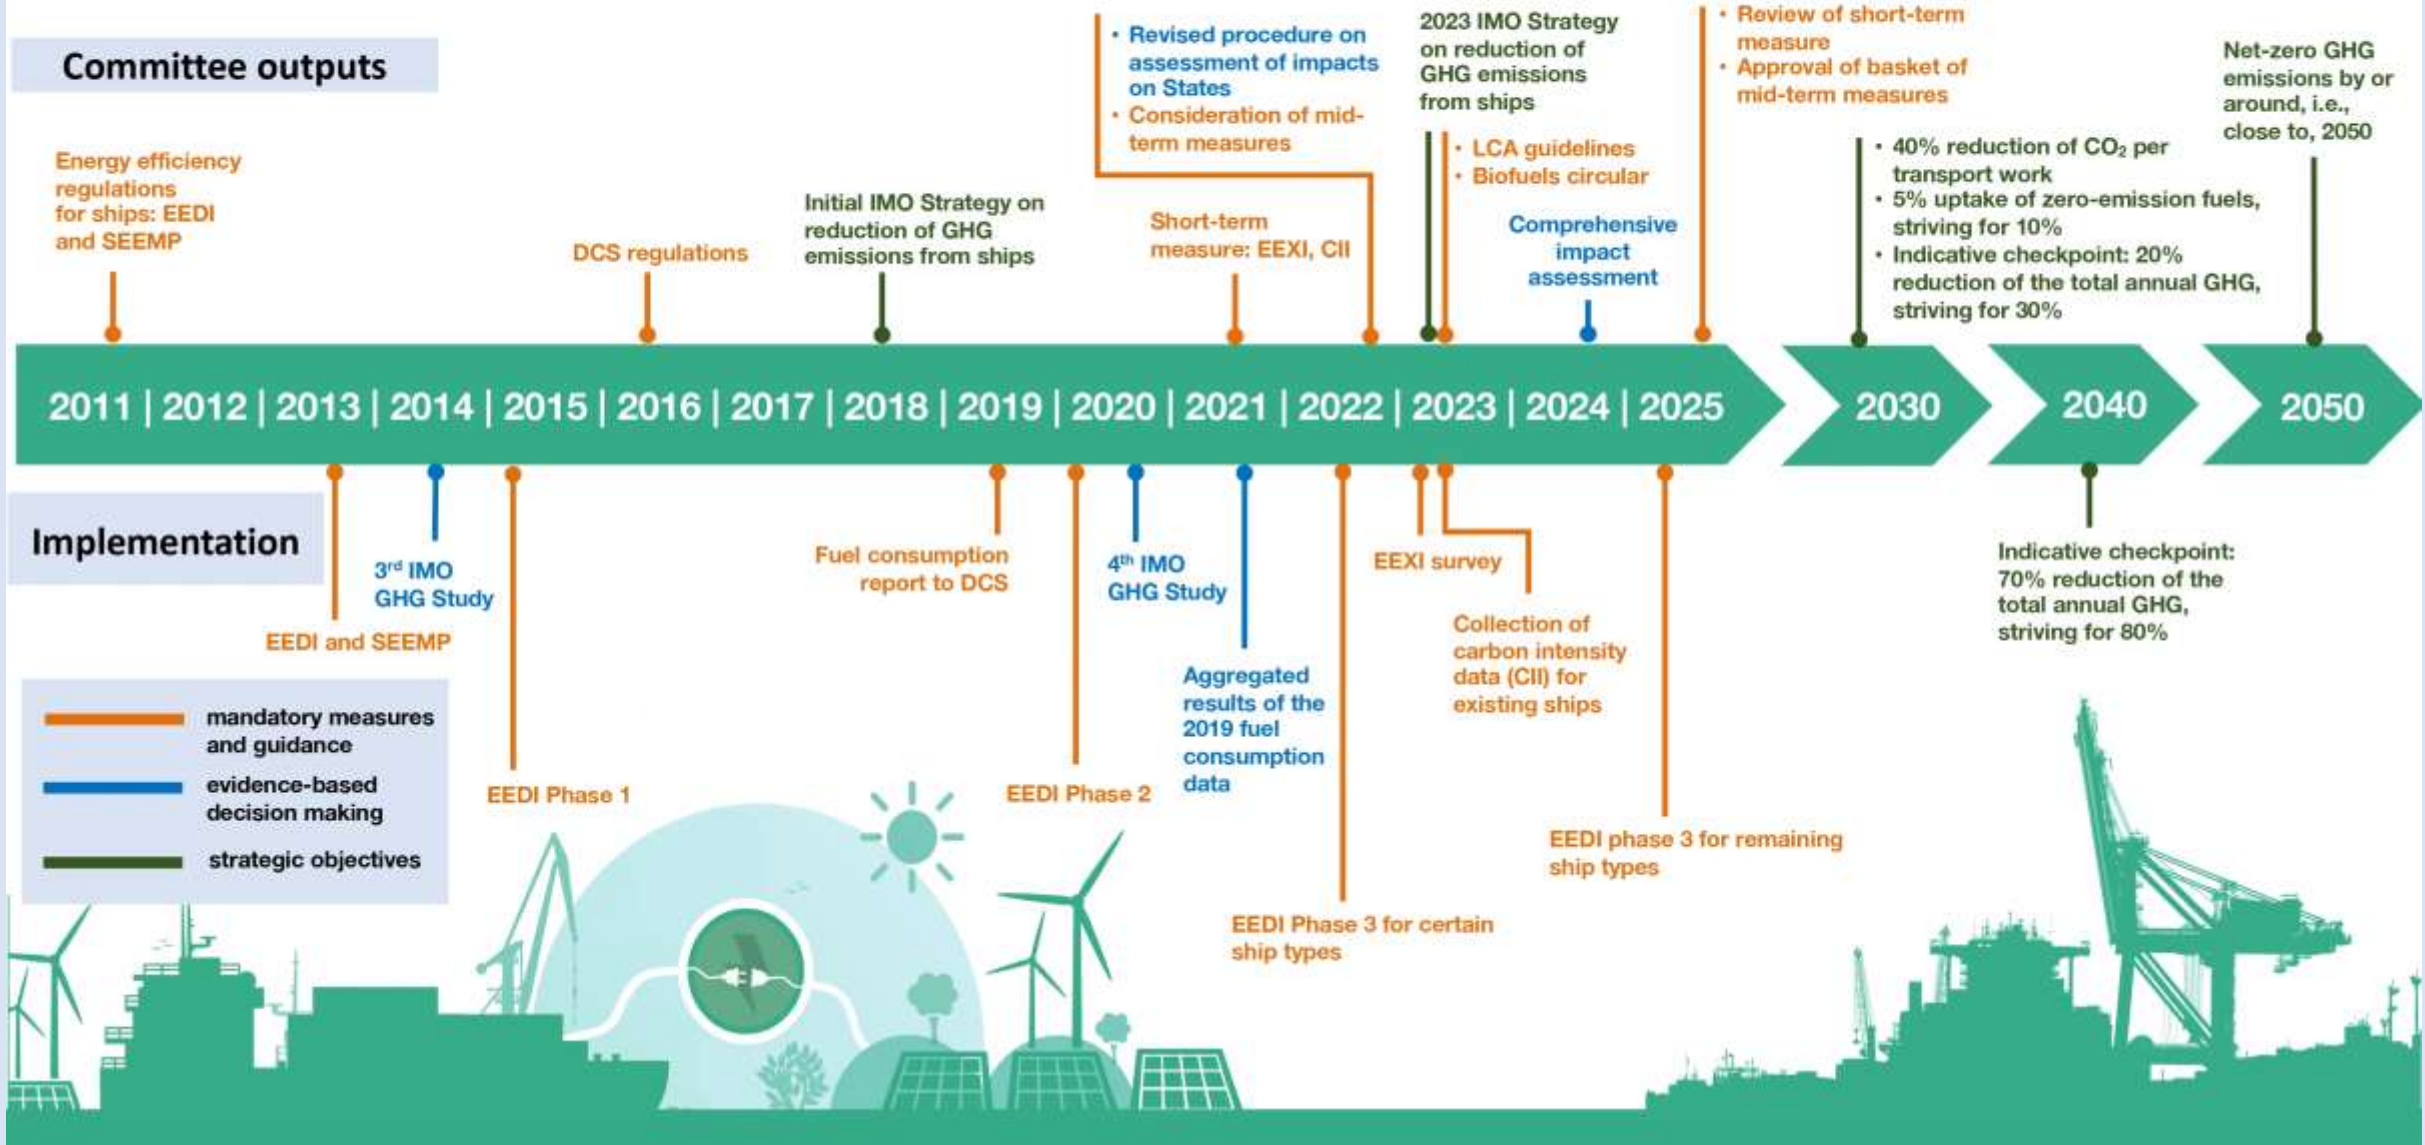 Committee outputs
Energy efficiency
regulations
for ships: EEDI
and SEEMP
DCS regulations
Initial IMO Strategy on
reduction of GHG
emissions from ships
• Revised procedure on
assessment of impacts
on States
• Consideration of mid-
term measures
Short-term
measure: EEXI, CII
2023 IMO Strategy
on reduction of
GHG emissions
from ships
• LCA guidelines
• Biofuels circular
Comprehensive
impact
assessment
• Review of short-term
measure
• Approval of basket of
mid-term measures
• 40% reduction of CO₂ per
transport work
• 5% uptake of zero-emission fuels,
striving for 10%
• Indicative checkpoint: 20%
reduction of the total annual GHG,
striving for 30%
Net-zero GHG
emissions by or
around, i.e.,
close to, 2050
2011 | 2012 | 2013 | 2014 | 2015 | 2016 | 2017 | 2018 | 2019 | 2020 | 2021 | 2022 | 2023 | 2024 | 2025 2030 2040 2050
Implementation
EEDI and SEEMP
3rd IMO
GHG Study
EEDI Phase 1
Fuel consumption
report to DCS
EEDI Phase 2
4th IMO
GHG Study
Aggregated
results of the
2019 fuel
consumption
data
EEDI Phase 3 for certain
ship types
EEXI survey
Collection of
carbon intensity
data (CII) for
existing ships
EEDI phase 3 for remaining
ship types
Indicative checkpoint:
70% reduction of the
total annual GHG,
striving for 80%
mandatory measures
and guidance
evidence-based
decision making
strategic objectives